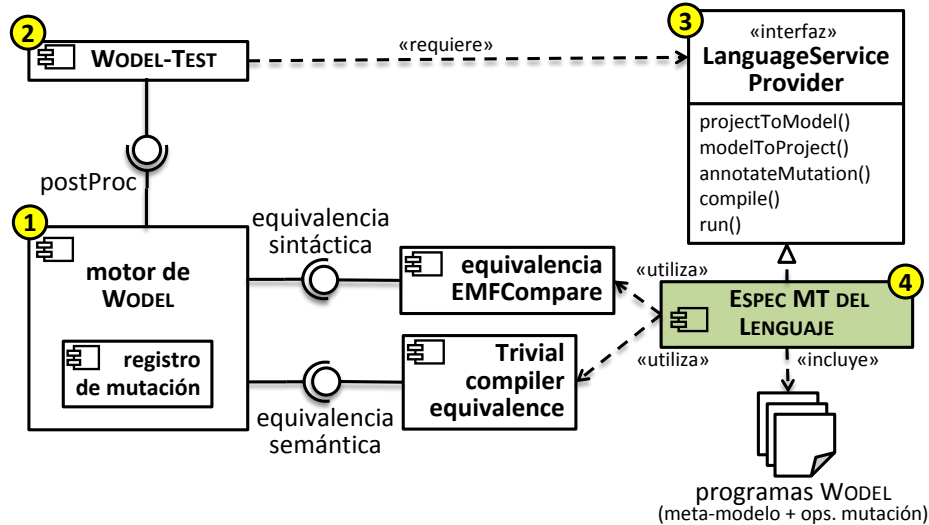 2
WODEL-TEST
«requiere»
3
«interfaz»
LanguageService
Provider
projectToModel()
modelToProject()
annotateMutation()
compile()
run()
postProc
1
motor de
WODEL
registro
de mutación
equivalencia
sintáctica
equivalencia
EMFCompare
«utiliza»
4
ESPEC MT DEL
LENGUAJE
«utiliza»
«incluye»
Trivial
compiler
equivalence
equivalencia
semántica
programas WODEL
(meta-modelo + ops. mutación)